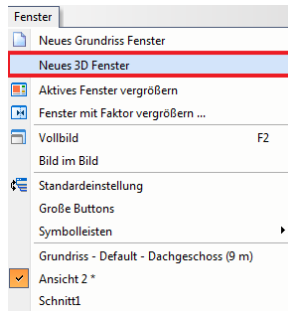 Fenster
Neues Grundriss Fenster
Neues 3D Fenster
Aktives Fenster vergrößern
Fenster mit Faktor vergrößern ...
Vollbild F2
Bild im Bild
Standardeinstellung
Große Buttons
Symbolleisten
Grundriss - Default - Dachgeschoss (9 m)
Ansicht 2 *
Schnitt1